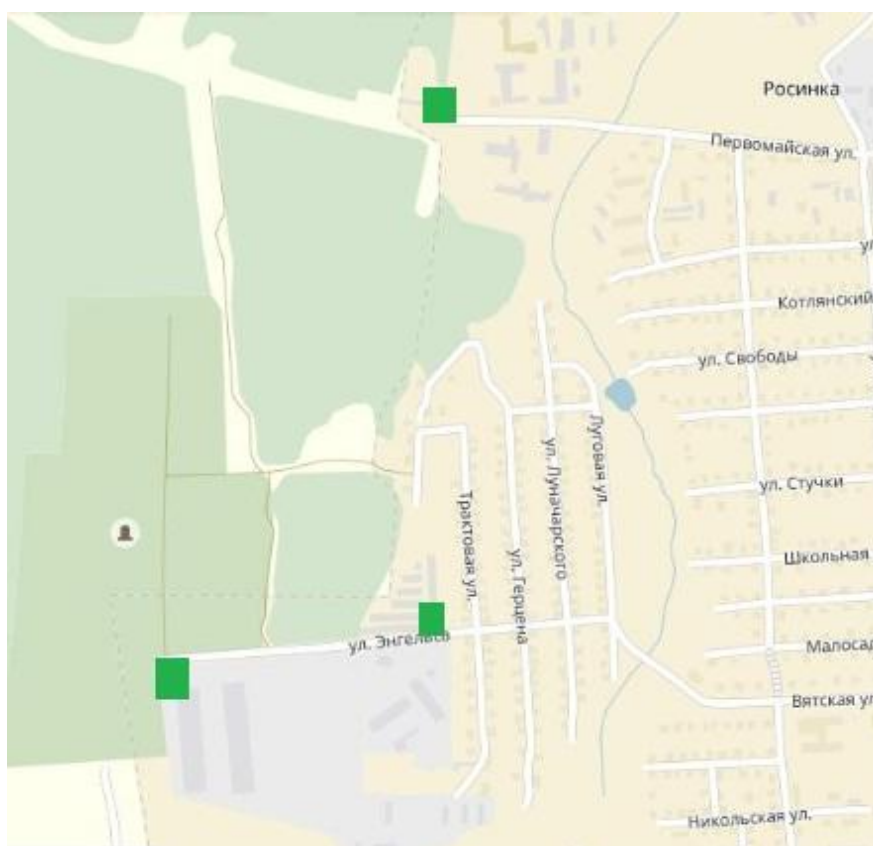 Росинка
Первомайская ул.
Котлянский
ул. Свободы
ул. Стучки
Школьная
Луговая ул.
ул. Луначарского
ул. Герцена
Трактовая ул.
ул. Энгельса
Малосад
Вятская ул
Никольская ул.